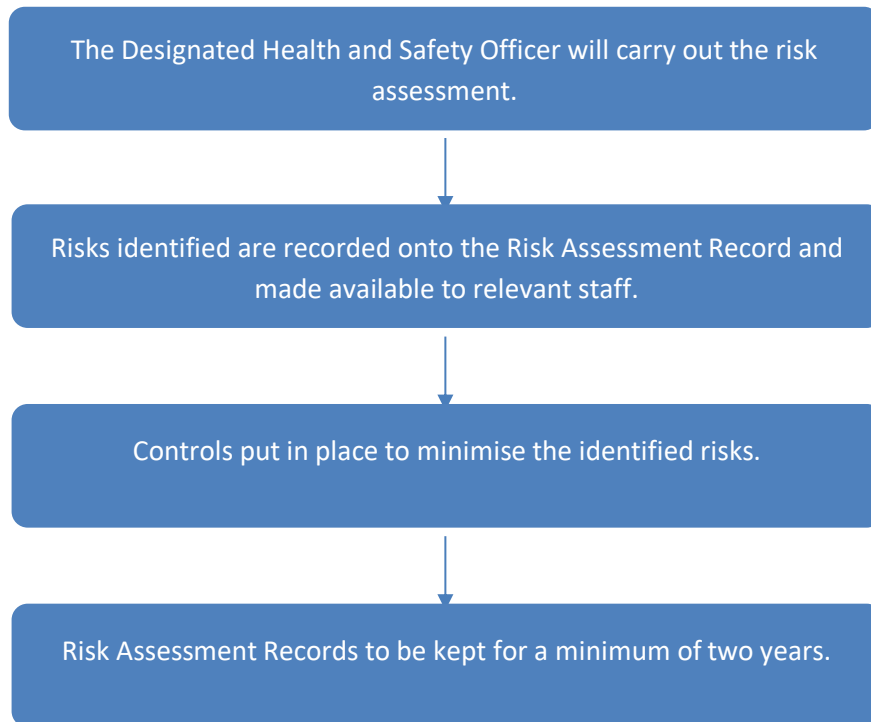 The Designated Health and Safety Officer will carry out the risk
assessment.
Risks identified are recorded onto the Risk Assessment Record and
made available to relevant staff.
Controls put in place to minimise the identified risks.
Risk Assessment Records to be kept for a minimum of two years.